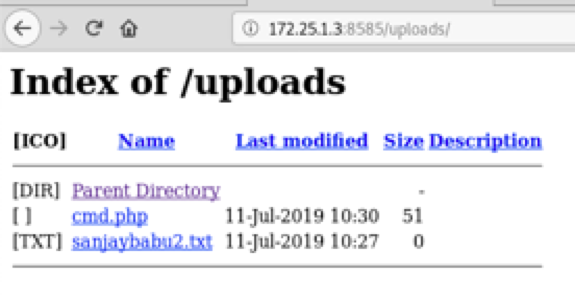 172.25.1.3:8585/uploads/
Index of /uploads
[ICO] Name Last modified Size Description
[DIR] Parent Directory -
[ ] cmd.php 11-Jul-2019 10:30 51
[TXT] sanjaybabu2.txt 11-Jul-2019 10:27 0